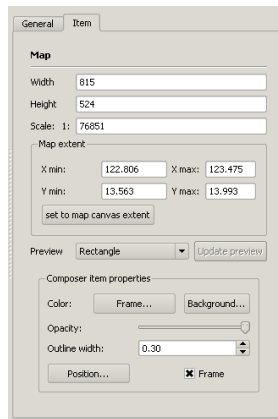 General Item
Map
Width 815
Height 524
Scale: 1: 76851
Map extent
X min: 122.806 X max: 123.475
Y min: 13.563 Y max: 13.993
set to map canvas extent
Preview Rectangle Update preview
Composer item properties
Color: Frame... Background...
Opacity:
Outline width: 0.30
Position... Frame